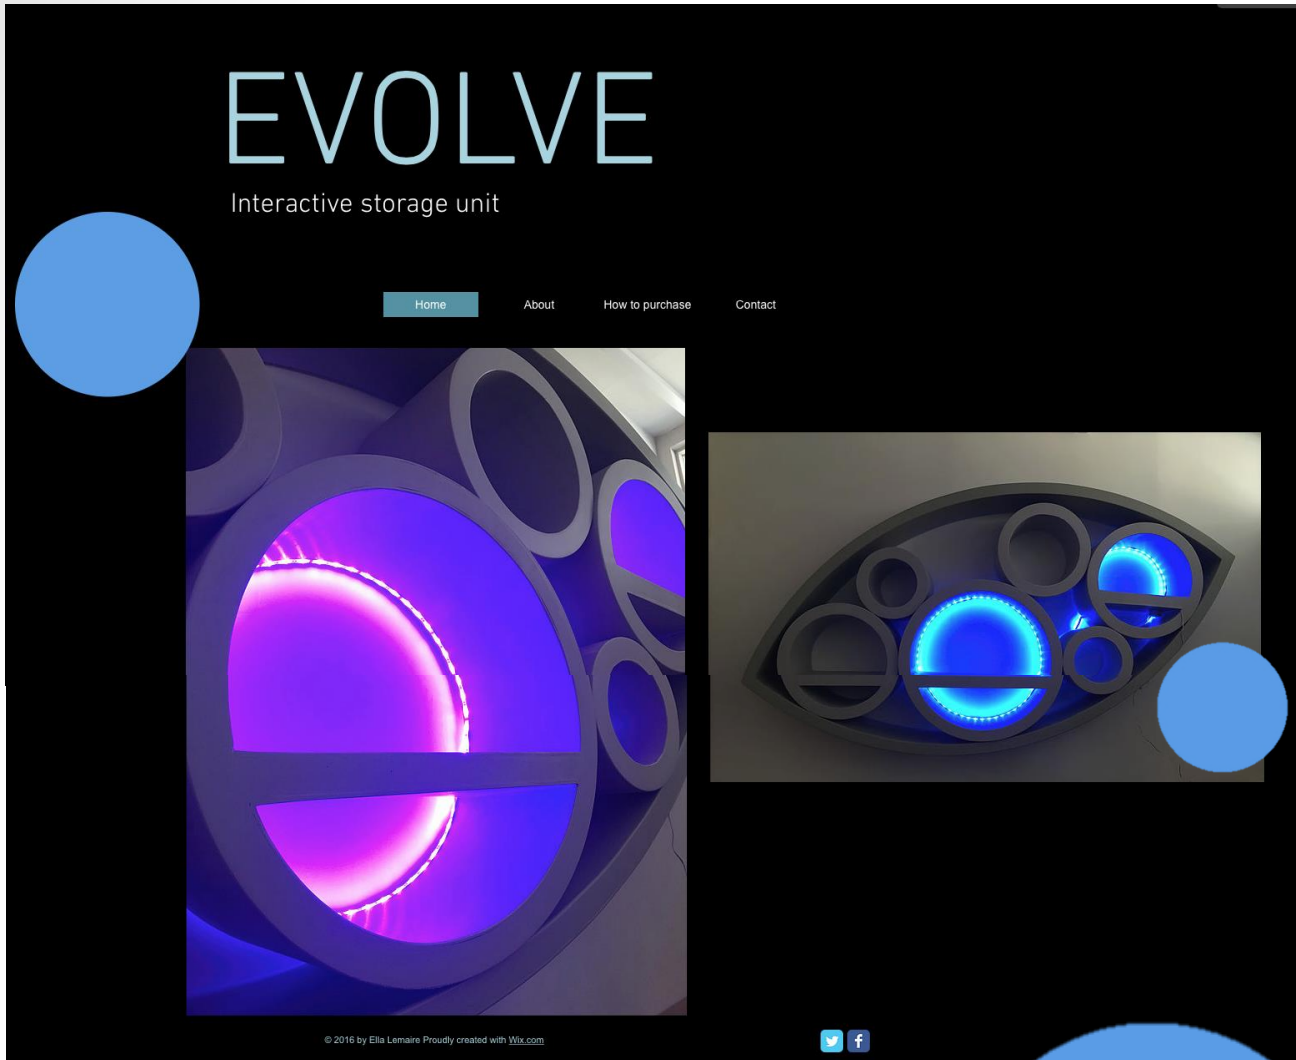 EVOLVE
Interactive storage unit
Home About How to purchase Contact
© 2016 by Ella Lemaire Proudly created with Wix.com